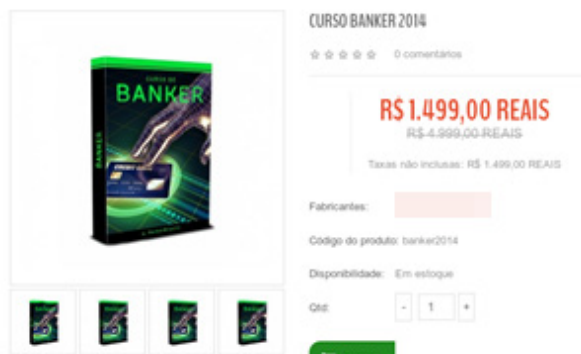 CURSO BANKER 2014
0 comentários
R$ 1.499,00 REAIS
R$ 4.999,00 REAIS
Taxas não inclusas: R$ 1.499,00 REAIS
Fabricantes:
Código do produto: banker2014
Disponibilidade: Em estoque
Qtd:
- 1 +
CURSO DE
BANKER
BANKER